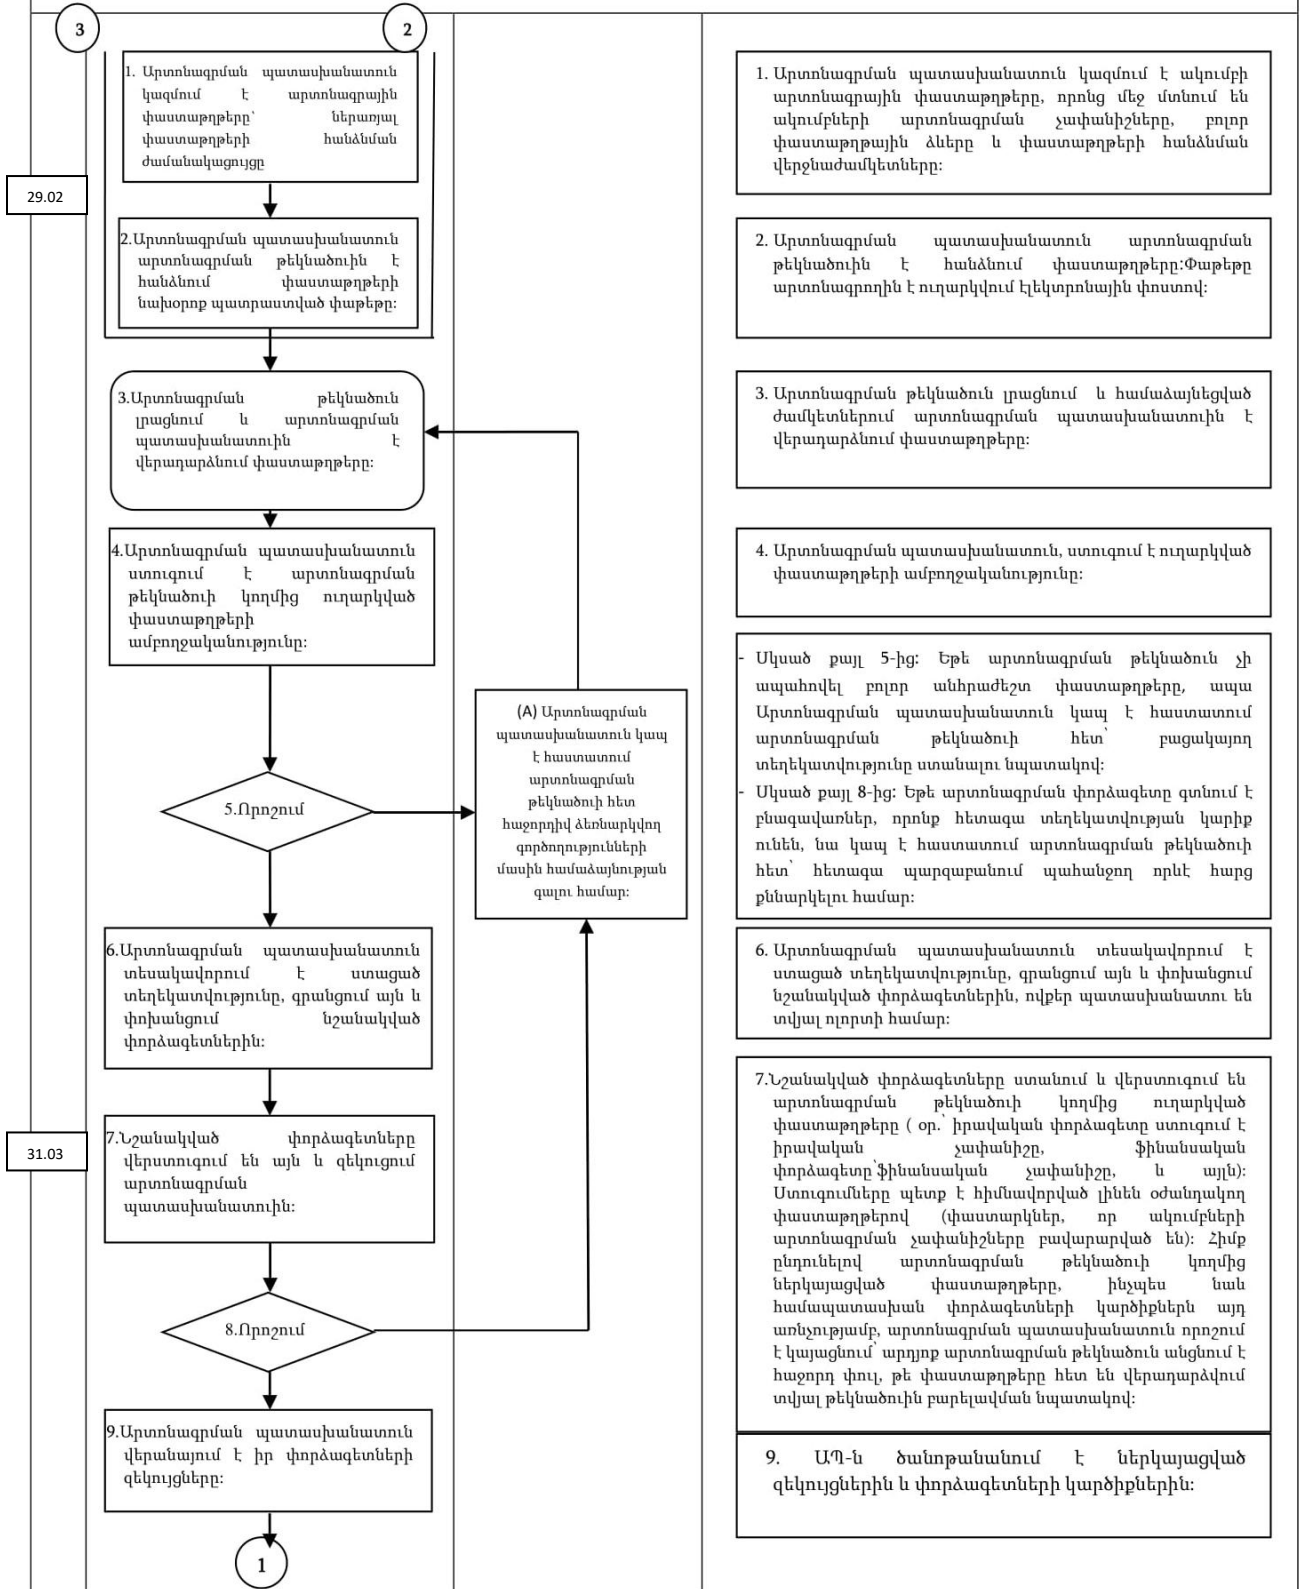 3
2
1. Արտոնագրման պատասխանատուն
կազմում է արտոնագրային
փաստաթղթերը՝ ներառյալ
փաստաթղթերի հանձնման
ժամանակացույցը
29.02
2.Արտոնագրման պատասխանատուն
արտոնագրման թեկնածուին է
հանձնում փաստաթղթերի
նախօրոք պատրաստված փաթեթը:
3.Արտոնագրման թեկնածուն
լրացնում և արտոնագրման
պատասխանատուին է
վերադարձնում փաստաթղթերը:
4.Արտոնագրման պատասխանատուն
ստուգում է արտոնագրման
թեկնածուի կողմից ուղարկված
փաստաթղթերի
ամբողջականությունը:
5.Որոշում
(A) Արտոնագրման
պատասխանատուն կապ
է հաստատում
արտոնագրման
թեկնածուի հետ
հաջորդիվ ձեռնարկվող
գործողությունների
մասին համաձայնության
գալու համար:
6.Արտոնագրման պատասխանատուն
տեսակավորում է ստացած
տեղեկատվությունը, գրանցում այն և
փոխանցում նշանակված
փորձագետներին:
31.03
7.Նշանակված փորձագետները
վերստուգում են այն և զեկուցում
արտոնագրման
պատասխանատուին:
8.Որոշում
9.Արտոնագրման պատասխանատուն
վերանայում է իր փորձագետների
զեկույցները:
1
1. Արտոնագրման պատասխանատուն կազմում է ակումբի
արտոնագրային փաստաթղթերը, որոնց մեջ մտնում են
ակումբների արտոնագրման չափանիշները, բոլոր
փաստաթղթային ձևերը և փաստաթղթերի հանձնման
վերջնաժամկետները:
2. Արտոնագրման պատասխանատուն արտոնագրման
թեկնածուին է հանձնում փաստաթղթերը:Փաթեթը
արտոնագրողին է ուղարկվում էլեկտրոնային փոստով:
3. Արտոնագրման թեկնածուն լրացնում և համաձայնեցված
ժամկետներում արտոնագրման պատասխանատուին է
վերադարձնում փաստաթղթերը:
4. Արտոնագրման պատասխանատուն, ստուգում է ուղարկված
փաստաթղթերի ամբողջականությունը:
- Սկսած քայլ 5-ից: Եթե արտոնագրման թեկնածուն չի
ապահովել բոլոր անհրաժեշտ փաստաթղթերը, ապա
Արտոնագրման պատասխանատուն կապ է հաստատում
արտոնագրման թեկնածուի հետ՝ բացակայող
տեղեկատվությունը ստանալու նպատակով:
- Սկսած քայլ 8-ից: Եթե արտոնագրման փորձագետը գտնում է
բնագավառներ, որոնք հետագա տեղեկատվության կարիք
ունեն, նա կապ է հաստատում արտոնագրման թեկնածուի
հետ՝ հետագա պարզաբանում պահանջող որևէ հարց
քննարկելու համար:
6. Արտոնագրման պատասխանատուն տեսակավորում է
ստացած տեղեկատվությունը, գրանցում այն և փոխանցում
նշանակված փորձագետներին, ովքեր պատասխանատու են
տվյալ ոլորտի համար:
7.Նշանակված փորձագետները ստանում և վերստուգում են
արտոնագրման թեկնածուի կողմից ուղարկված
փաստաթղթերը ( օր.՝ իրավական փորձագետը ստուգում է
իրավական չափանիշը, ֆինասական
փորձագետը՝ֆինանսական չափանիշը, և այլն):
Ստուգումները պետք է հիմնավորված լինեն օժանդակող
փաստաթղթերով (փաստարկներ, որ ակումբների
արտոնագրման չափանիշները բավարարված են): Հիմք
ընդունելով արտոնագրման թեկնածուի կողմից
ներկայացված փաստաթղթերը, ինչպես նաև
համապատասխան փորձագետների կարծիքներն այդ
առնչությամբ, արտոնագրման պատասխանատուն որոշում
է կայացնում՝ արդյոք արտոնագրման թեկնածուն անցնում է
հաջորդ փուլ, թե փաստաթղթերը հետ են վերադարձվում
տվյալ թեկնածուին բարելավման նպատակով:
9. ԱՊ-ն ծանոթանանում է ներկայացված
զեկույցներին և փորձագետների կարծիքներին: